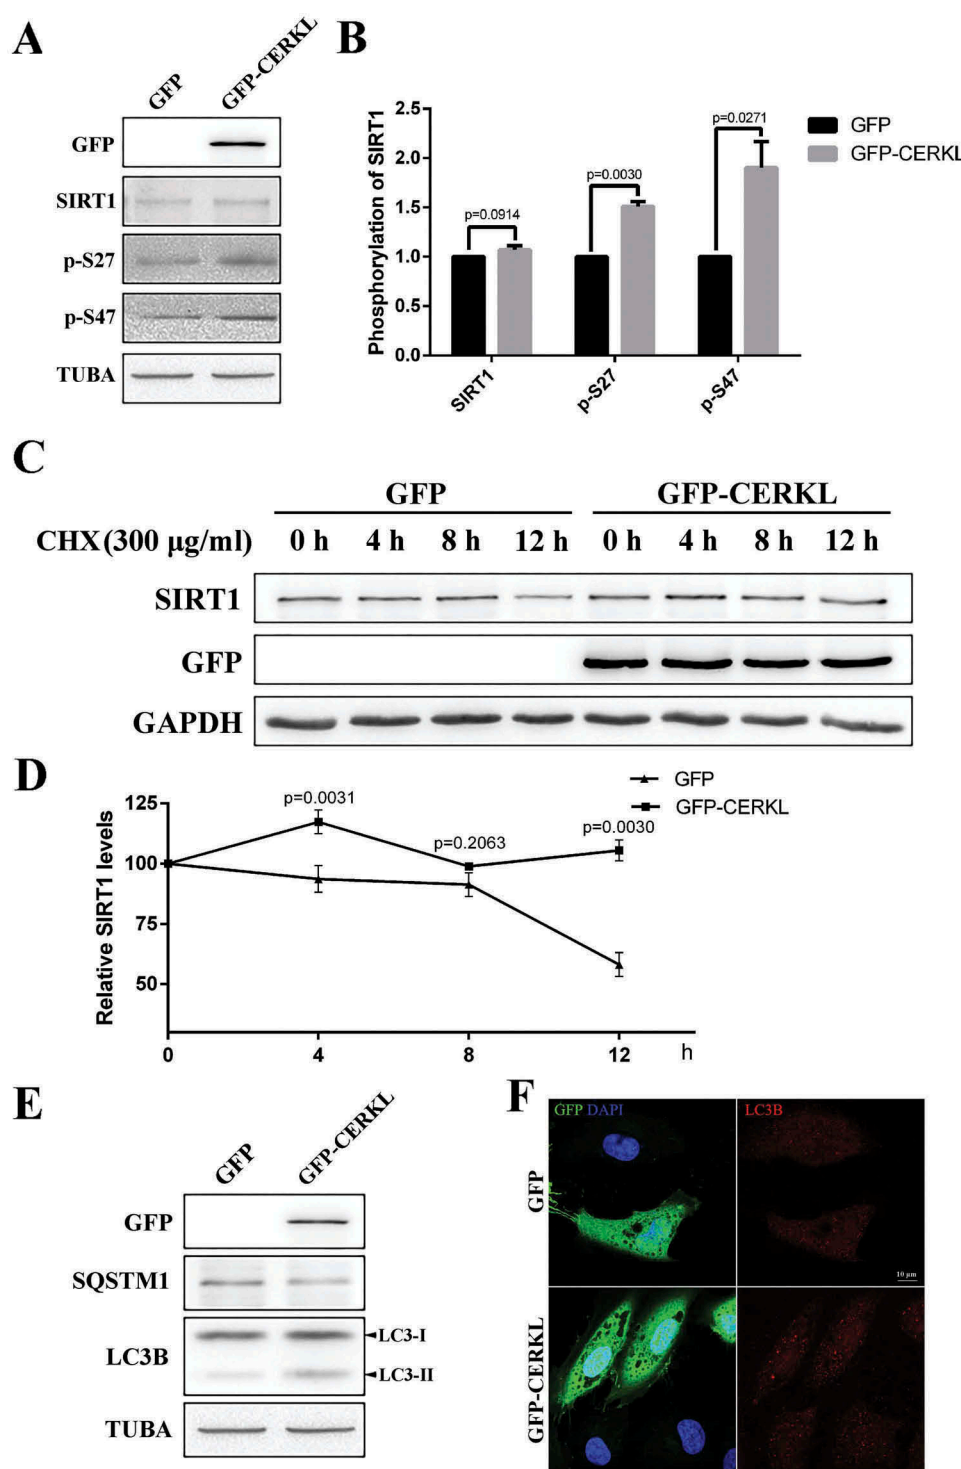 A
GFP
GFP-CERKL
GFP
SIRT1
p-S27
p-S47
TUBA
B
Phosphorylation of SIRT1
2.5
2.0
1.5
1.0
0.5
0.0
p=0.0914
p=0.0030
p=0.0271
SIRT1
p-S27
p-S47
GFP
GFP-CERKL
C
GFP GFP-CERKL
CHX (300 µg/ml) 0 h 4 h 8 h 12 h 0 h 4 h 8 h 12 h
SIRT1
GFP
GAPDH
D
GFP
GFP-CERKL
Relative SIRT1 levels
125
100
75
50
p=0.0031
p=0.2063
p=0.0030
0 4 8 12 h
E
GFP
GFP-CERKL
GFP
SQSTM1
LC3B
LC3-I
LC3-II
TUBA
F
GFP DAPI LC3B
GFP
10 µm
GFP-CERKL